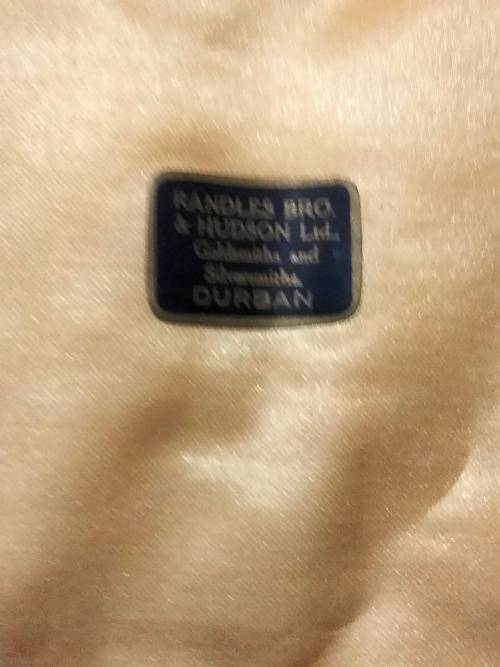 RANDLES BRO.
& HUDSON Ltd.
Goldsmiths and
Silversmiths,
DURBAN